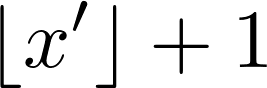 ⌊x′⌋ + 1